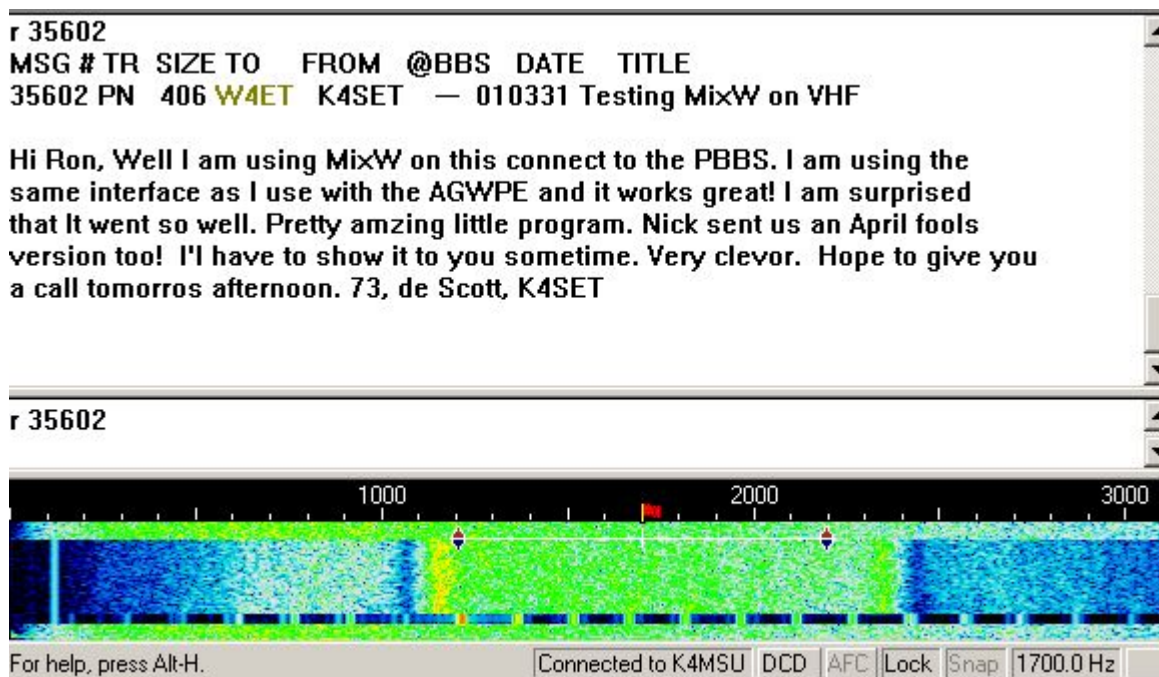 r 35602
MSG # TR SIZE TO FROM @BBS DATE TITLE
35602 PN 406 W4ET K4SET — 010331 Testing MixW on VHF
Hi Ron, Well I am using MixW on this connect to the PBBS. I am using the
same interface as I use with the AGWPE and it works great! I am surprised
that It went so well. Pretty amzing little program. Nick sent us an April fools
version too! I'l have to show it to you sometime. Very clevor. Hope to give you
a call tomorros afternoon. 73, de Scott, K4SET
r 35602
1000 2000 3000
For help, press Alt-H. Connected to K4MSU DCD AFC Lock Snap 1700.0 Hz